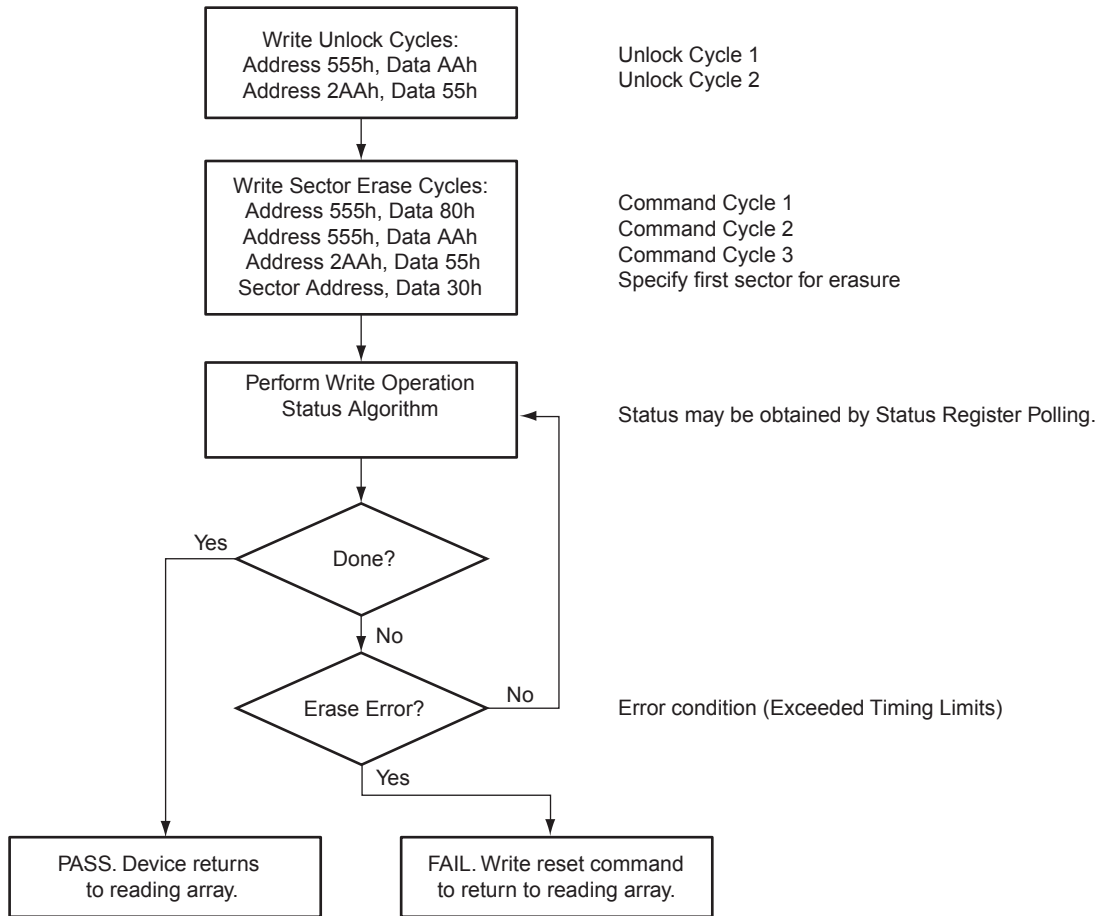 Write Unlock Cycles:
Address 555h, Data AAh
Address 2AAh, Data 55h
Unlock Cycle 1
Unlock Cycle 2
Write Sector Erase Cycles:
Address 555h, Data 80h
Address 555h, Data AAh
Address 2AAh, Data 55h
Sector Address, Data 30h
Command Cycle 1
Command Cycle 2
Command Cycle 3
Specify first sector for erasure
Perform Write Operation
Status Algorithm
Status may be obtained by Status Register Polling.
Yes
Done?
No
Erase Error?
No
Error condition (Exceeded Timing Limits)
Yes
PASS. Device returns
to reading array.
FAIL. Write reset command
to return to reading array.